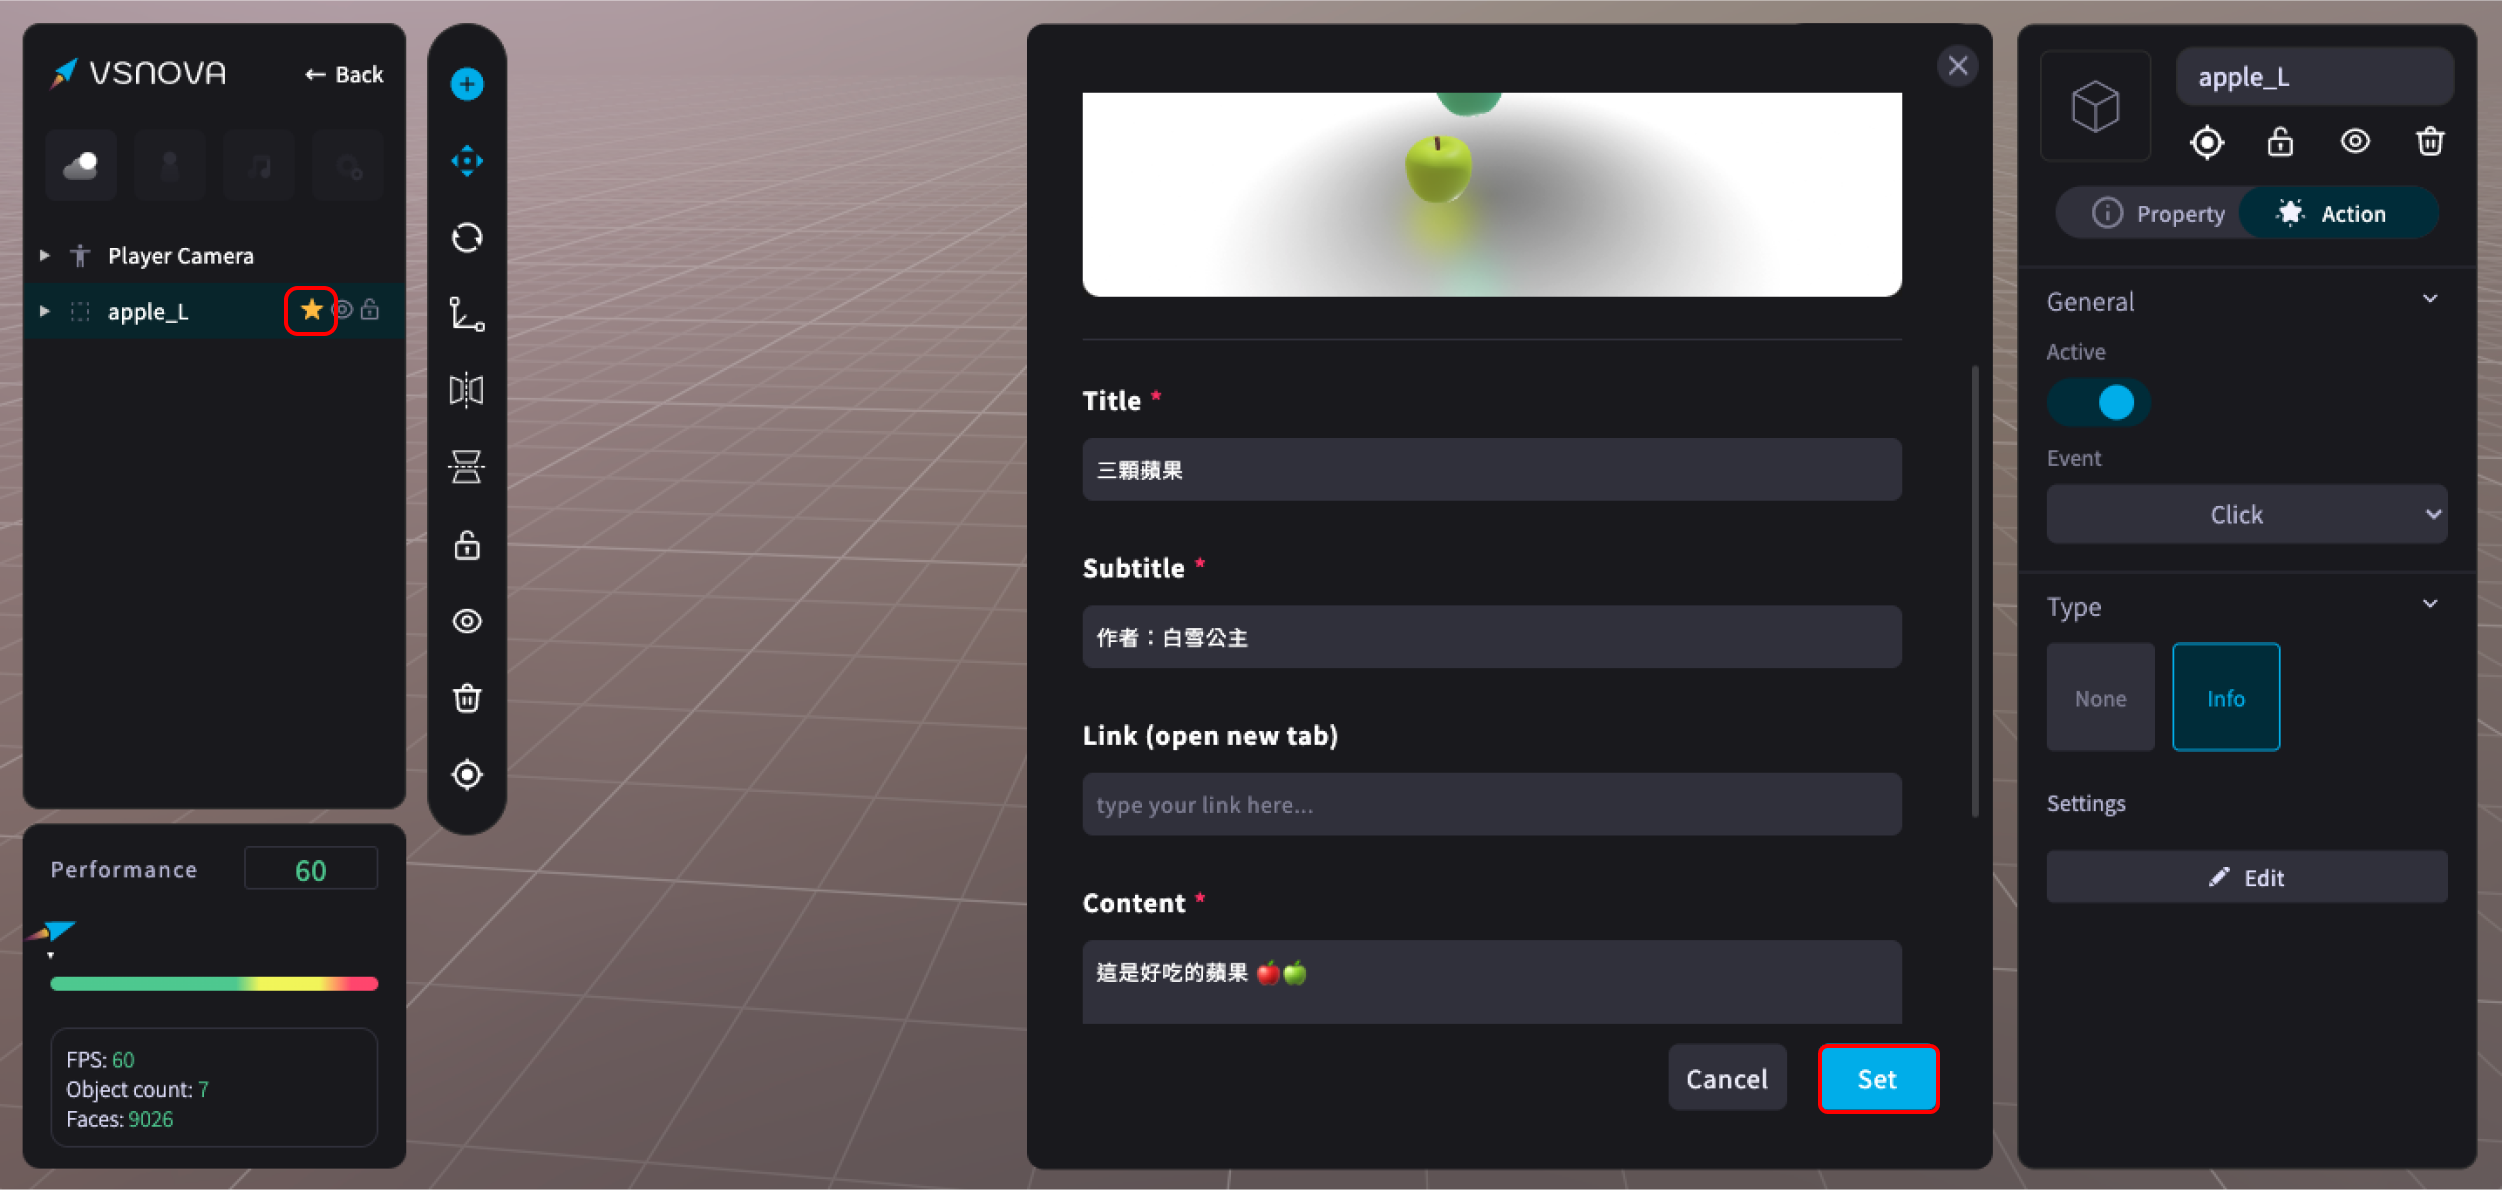 VSNOVA
← Back
Player Camera
apple_L
Performance
60
FPS: 60
Object count: 7
Faces: 9026
Title *
三顆蘋果
Subtitle *
作者：白雪公主
Link (open new tab)
type your link here...
Content *
這是好吃的蘋果 🍎🍏
Cancel
Set
apple_L
Property
Action
General
Active
Event
Click
Type
None
Info
Settings
Edit